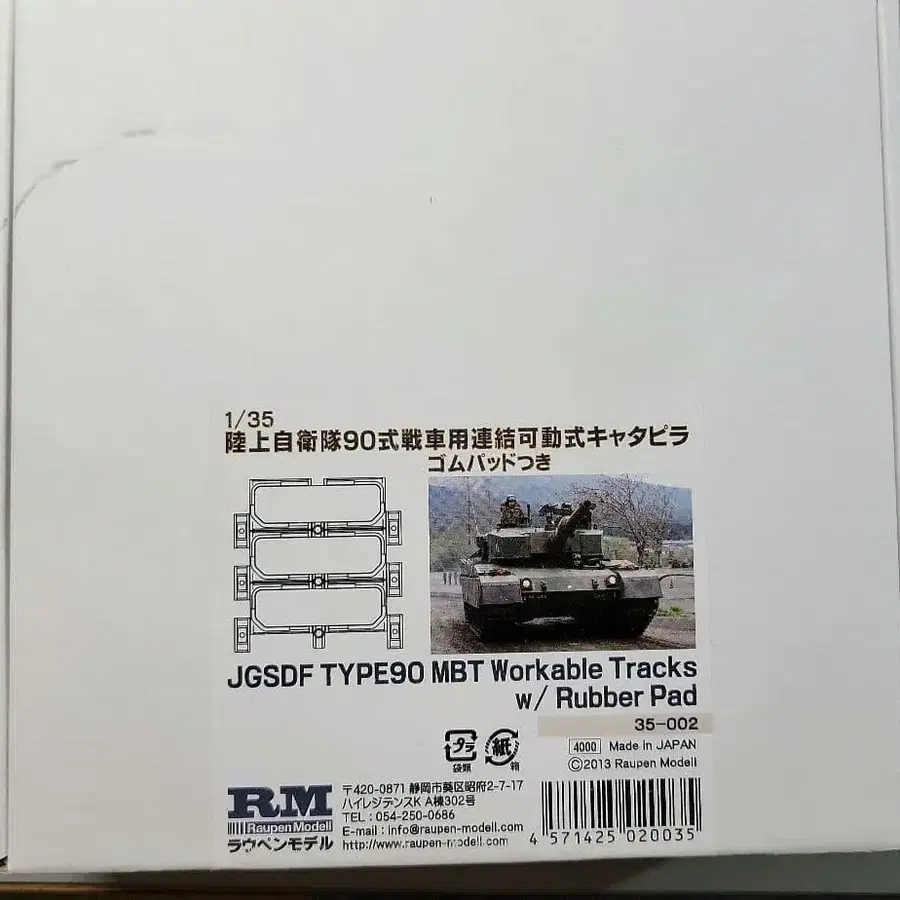 1/35
陸上自衛隊90式戦車用連結可動式キャタピラ
ゴムパッドつき
JGSDF TYPE90 MBT Workable Tracks
w/ Rubber Pad
35-002
プラ
袋類
紙
箱
4000 Made in JAPAN
©2013 Raupen Modell
RM
Raupen Modell
ラウペンモデル
〒420-0871 静岡市葵区昭府2-7-17
ハイレジデンスK A棟302号
TEL : 054-250-0686
E-mail : info@raupen-modell.com
http://www.raupen-modell.com
4 571425 020035